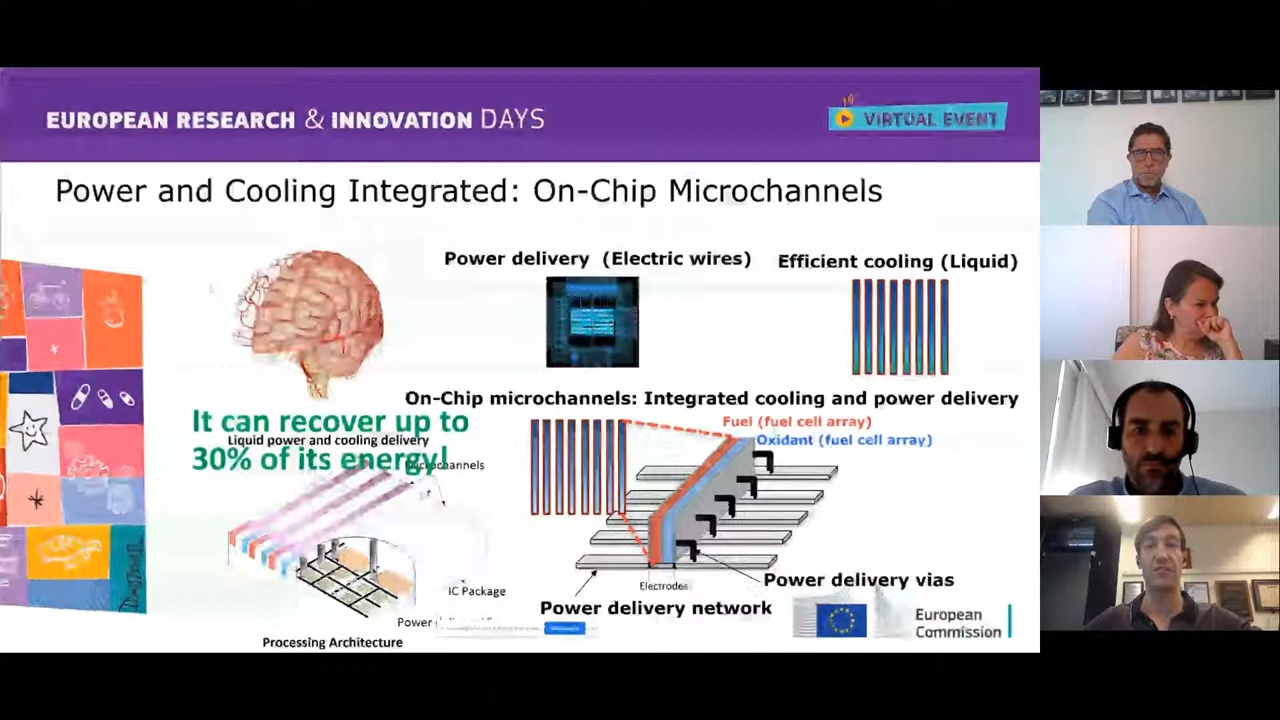 EUROPEAN RESEARCH & INNOVATION DAYS
VIRTUAL EVENT
Power and Cooling Integrated: On-Chip Microchannels
Power delivery (Electric wires)
Efficient cooling (Liquid)
On-Chip microchannels: Integrated cooling and power delivery
It can recover up to
Liquid power and cooling delivery
30% of its energy!
Microchannels
Fuel (fuel cell array)
Oxidant (fuel cell array)
IC Package
Power
Processing Architecture
Electrodes
Power delivery vias
Power delivery network
European
Commission